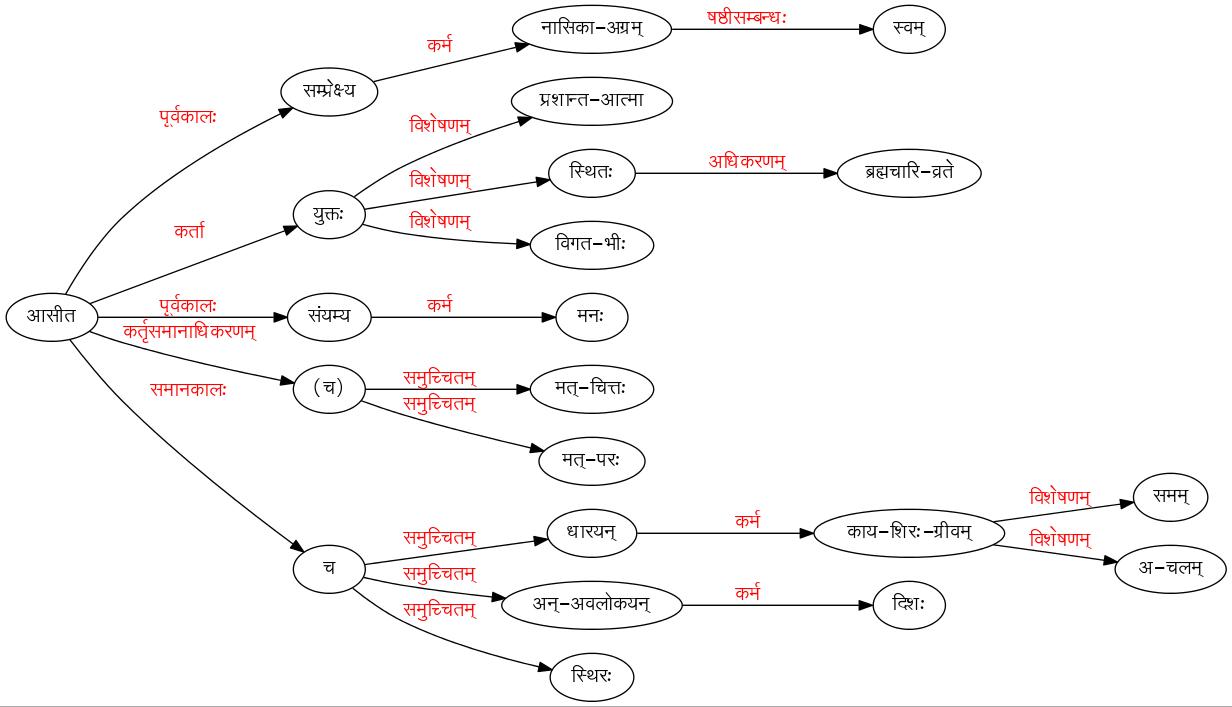 नासिका-अग्रम्
षष्ठीसम्बन्धः
स्वम्
कर्म
सम्प्रेक्ष्य
प्रशान्त-आत्मा
पूर्वकालः
विशेषणम्
स्थितः
अधिकरणम्
ब्रह्मचारि-व्रते
विशेषणम्
युक्तः
विशेषणम्
कर्ता
विगत-भीः
आसीत
पूर्वकालः
संयम्य
कर्म
मनः
कर्तृसमानाधिकरणम्
(च)
समुच्चितम्
मत्-चित्तः
समानकालः
समुच्चितम्
मत्-परः
समम्
विशेषणम्
समुच्चितम्
धारयन्
कर्म
काय-शिरः-ग्रीवम्
विशेषणम्
अ-चलम्
च
समुच्चितम्
अन्-अवलोकयन्
कर्म
दिशः
समुच्चितम्
स्थिरः